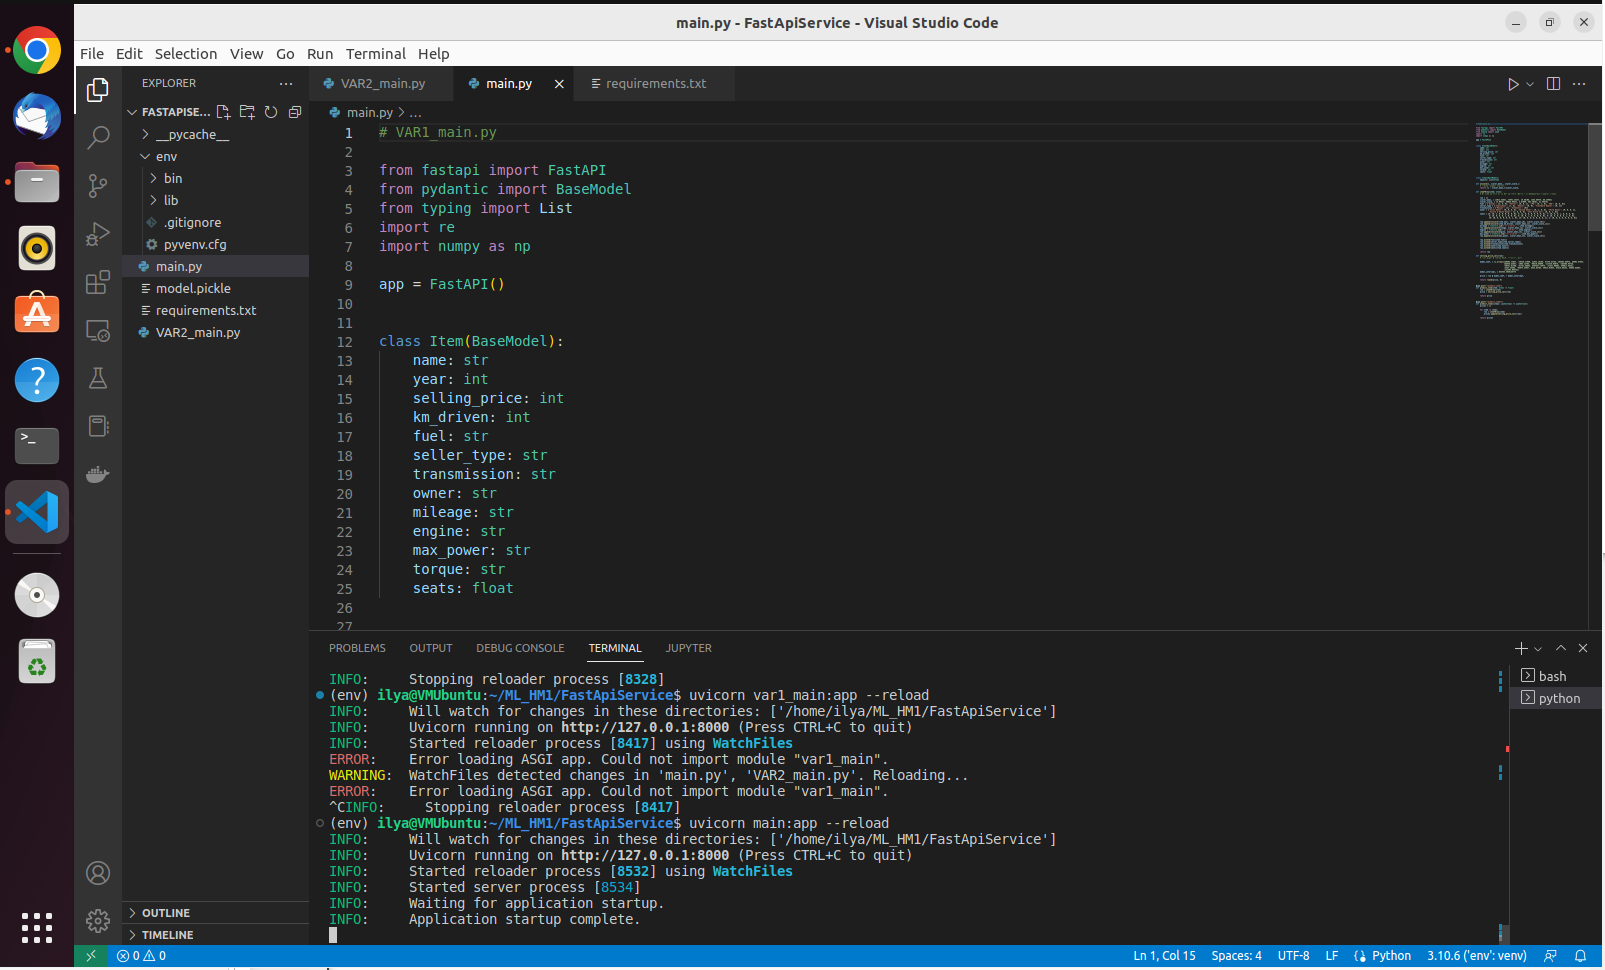 main.py - FastApiService - Visual Studio Code
File Edit Selection View Go Run Terminal Help
EXPLORER
FASTAPISE...
__pycache__
env
bin
lib
.gitignore
pyvenv.cfg
main.py
model.pickle
requirements.txt
VAR2_main.py
OUTLINE
TIMELINE
VAR2_main.py main.py requirements.txt
main.py > ...
1 # VAR1_main.py
2
3 from fastapi import FastAPI
4 from pydantic import BaseModel
5 from typing import List
6 import re
7 import numpy as np
8
9 app = FastAPI()
10
11
12 class Item(BaseModel):
13 name: str
14 year: int
15 selling_price: int
16 km_driven: int
17 fuel: str
18 seller_type: str
19 transmission: str
20 owner: str
21 mileage: str
22 engine: str
23 max_power: str
24 torque: str
25 seats: float
26
27
PROBLEMS OUTPUT DEBUG CONSOLE TERMINAL JUPYTER
INFO: Stopping reloader process [8328]
(env) ilya@VMUbuntu:~/ML_HM1/FastApiService$ uvicorn var1_main:app --reload
INFO: Will watch for changes in these directories: ['/home/ilya/ML_HM1/FastApiService']
INFO: Uvicorn running on http://127.0.0.1:8000 (Press CTRL+C to quit)
INFO: Started reloader process [8417] using WatchFiles
ERROR: Error loading ASGI app. Could not import module "var1_main".
WARNING: WatchFiles detected changes in 'main.py', 'VAR2_main.py'. Reloading...
ERROR: Error loading ASGI app. Could not import module "var1_main".
^CINFO: Stopping reloader process [8417]
(env) ilya@VMUbuntu:~/ML_HM1/FastApiService$ uvicorn main:app --reload
INFO: Will watch for changes in these directories: ['/home/ilya/ML_HM1/FastApiService']
INFO: Uvicorn running on http://127.0.0.1:8000 (Press CTRL+C to quit)
INFO: Started reloader process [8532] using WatchFiles
INFO: Started server process [8534]
INFO: Waiting for application startup.
INFO: Application startup complete.
bash
python
0 0 Ln 1, Col 15 Spaces: 4 UTF-8 LF Python 3.10.6 ('env': venv)